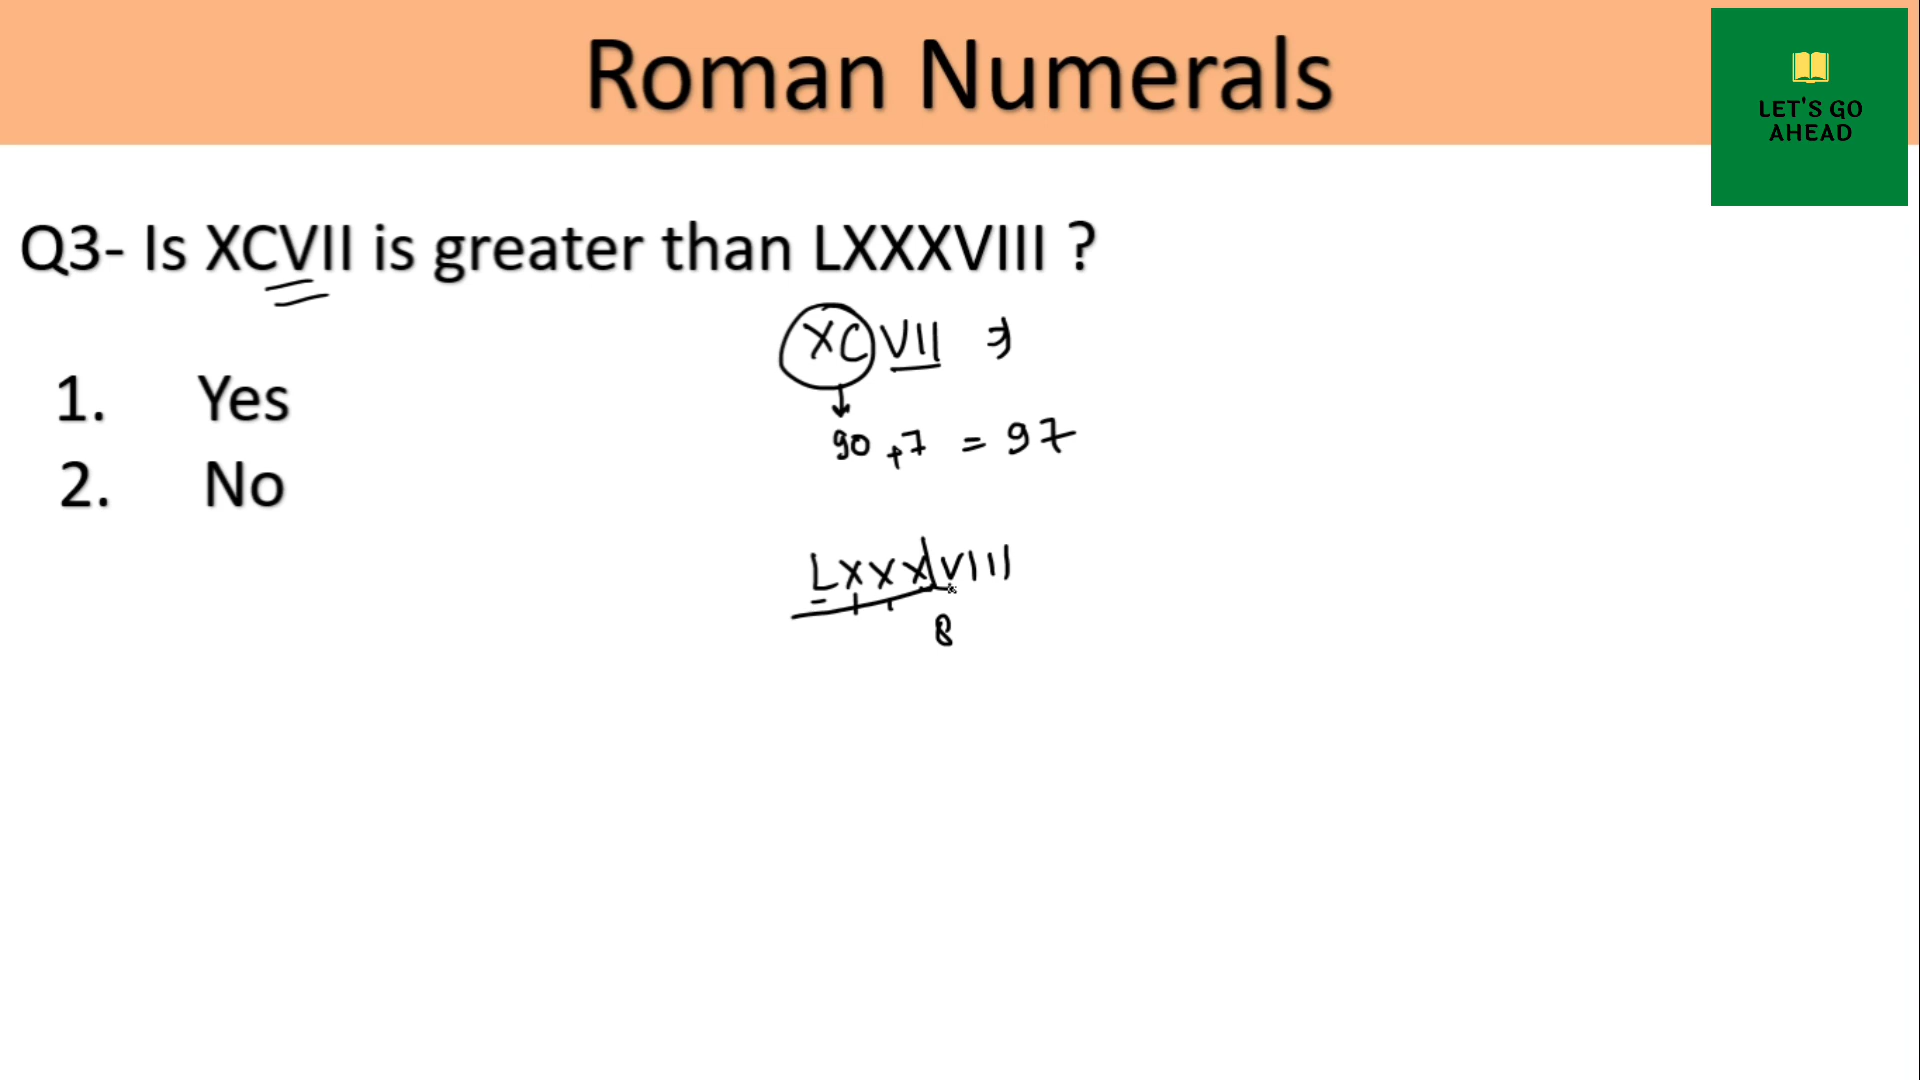 Roman Numerals
LET'S GO
AHEAD
Q3- Is XCVII is greater than LXXXVIII ?
1. Yes
2. No
XCVII ⇒
90 +7 = 97
LXXXVIII
8